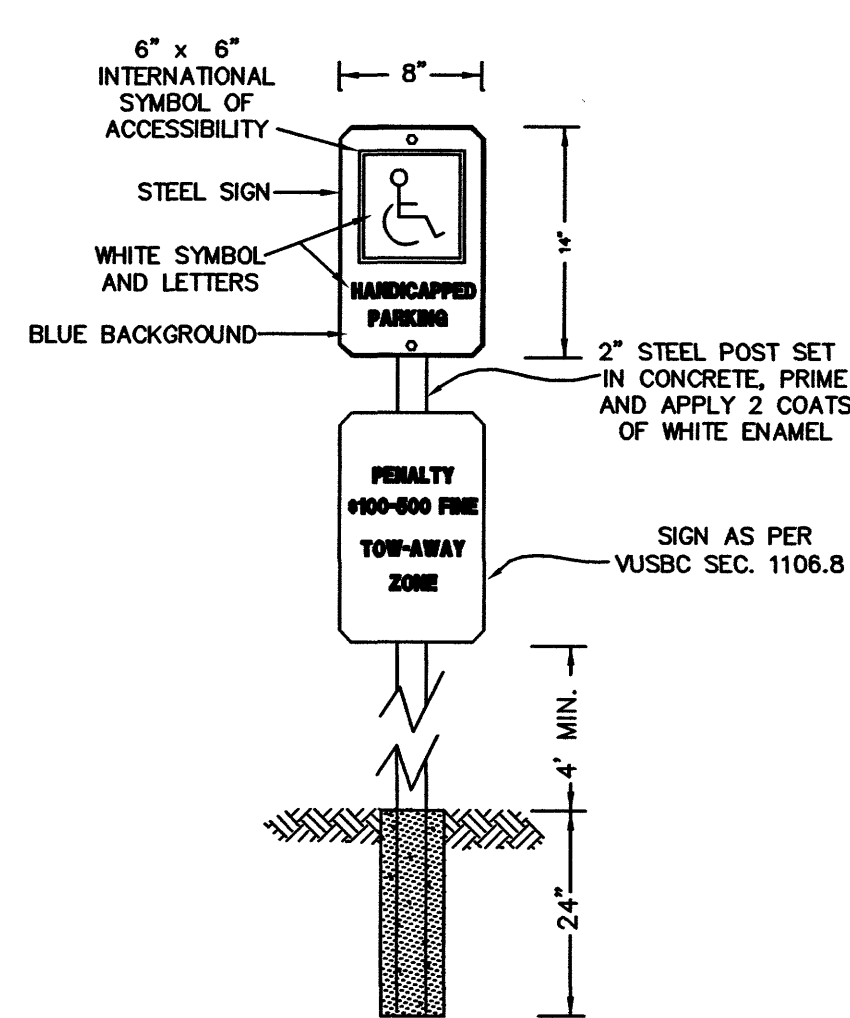 6” x 6”
INTERNATIONAL
SYMBOL OF
ACCESSIBILITY
8”
STEEL SIGN
14”
WHITE SYMBOL
AND LETTERS
HANDICAPPED
PARKING
BLUE BACKGROUND
2” STEEL POST SET
IN CONCRETE, PRIME
AND APPLY 2 COATS
OF WHITE ENAMEL
PENALTY
$100-500 FINE
TOW-AWAY
ZONE
SIGN AS PER
VUSBC SEC. 1106.8
4' MIN.
24”